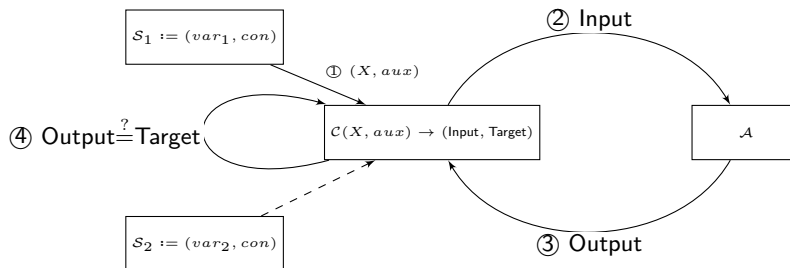 ② Input
S₁ := (var₁, con)
① (X, aux)
④ Output ≟ Target
C(X, aux) → (Input, Target)
A
S₂ := (var₂, con)
③ Output